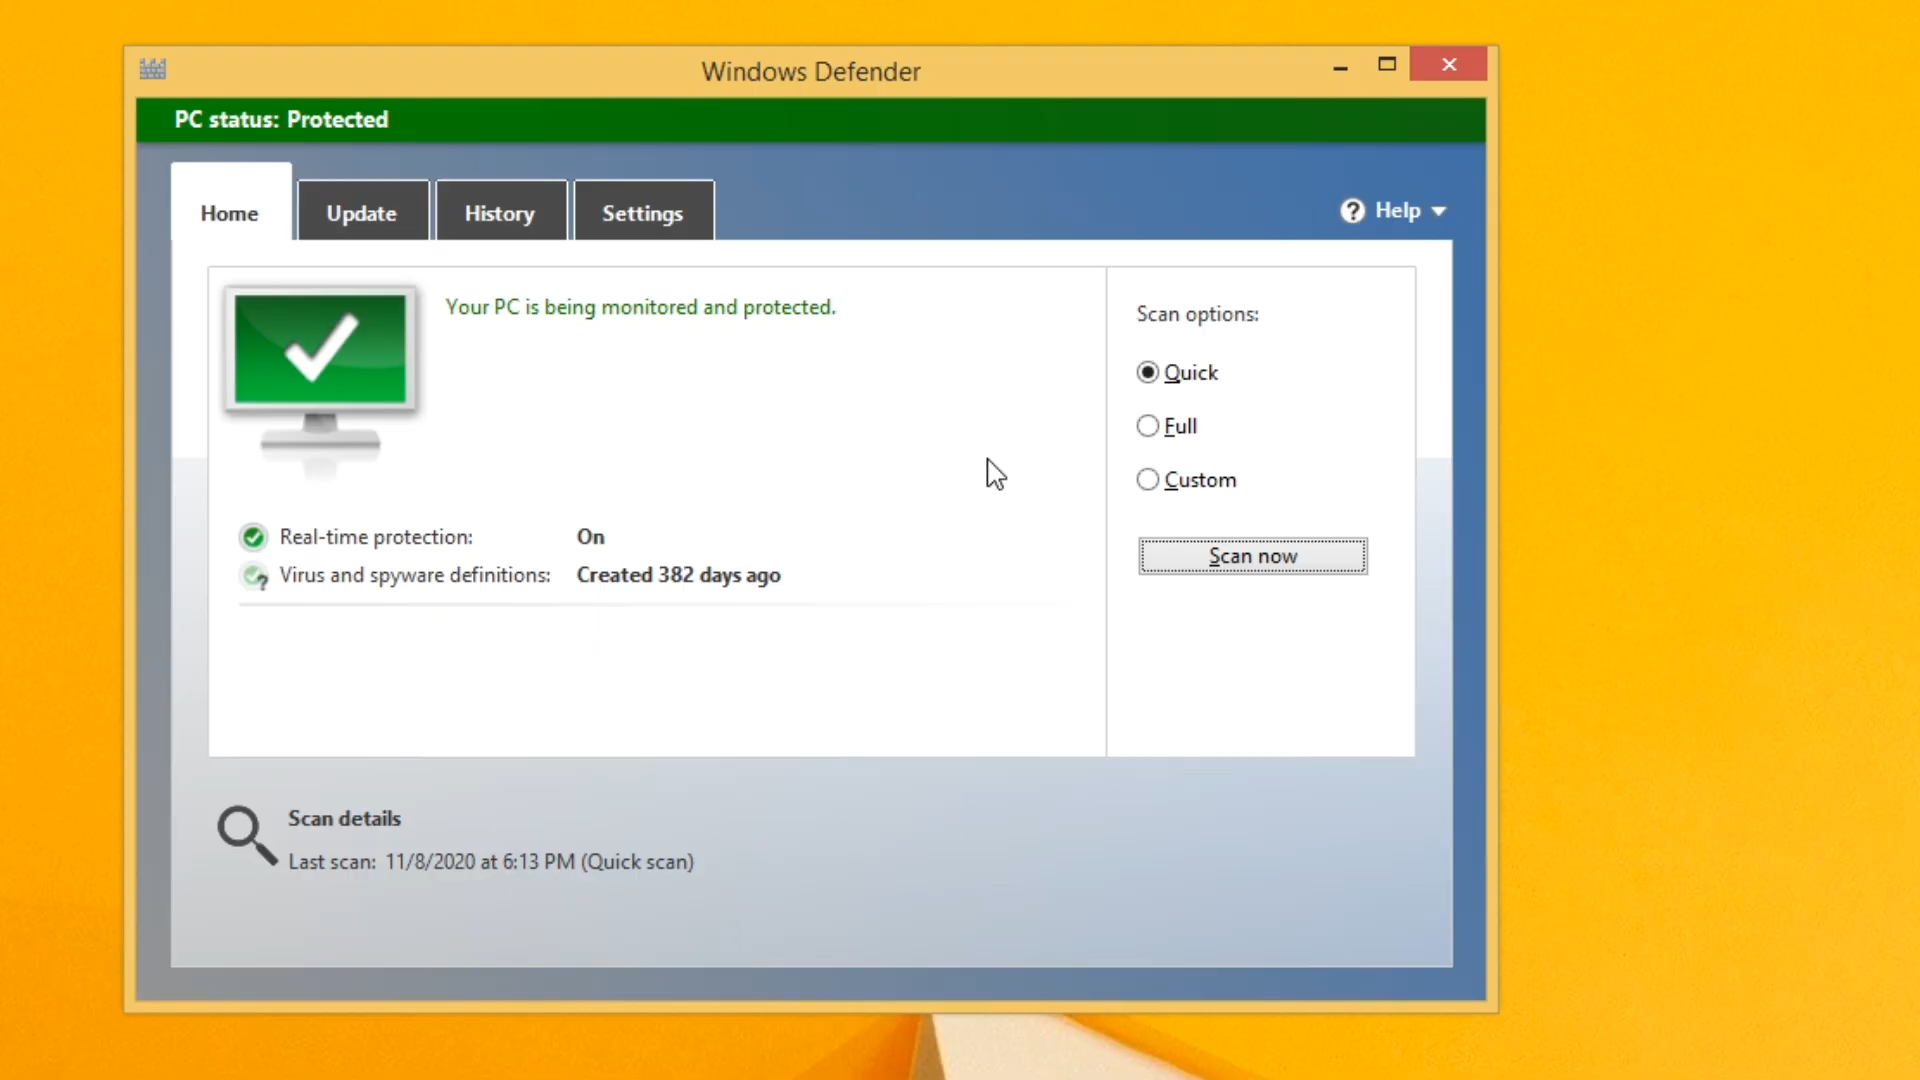 Windows Defender
PC status: Protected
Home
Update
History
Settings
? Help
Your PC is being monitored and protected.
Scan options:
Quick
Full
Custom
Scan now
Real-time protection: On
Virus and spyware definitions: Created 382 days ago
Scan details
Last scan: 11/8/2020 at 6:13 PM (Quick scan)